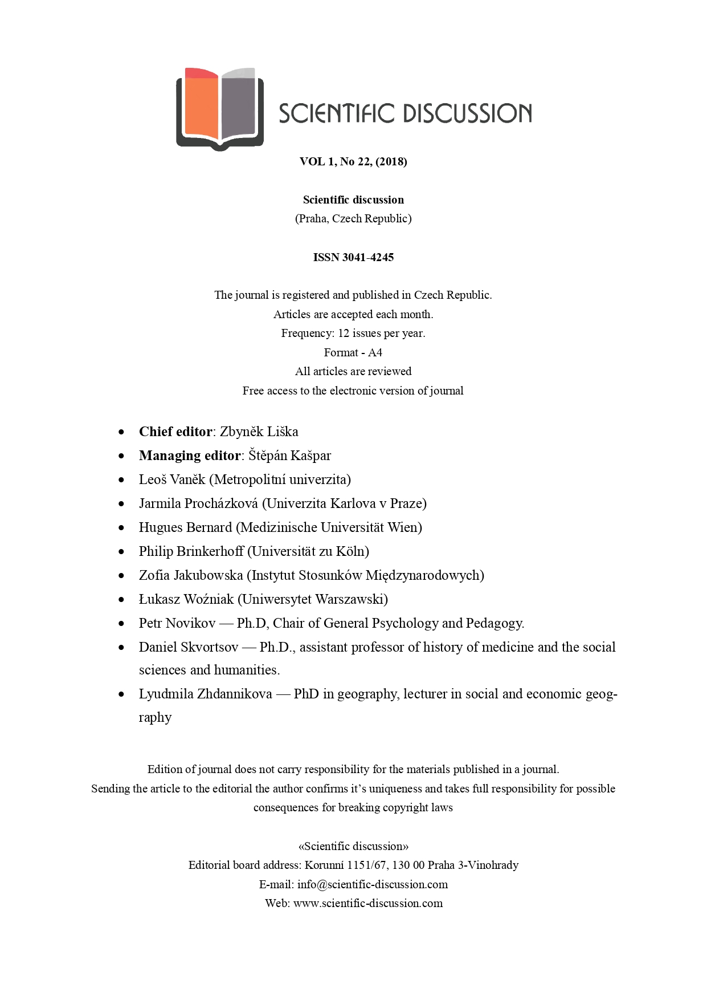 SCIENTIFIC DISCUSSION
VOL 1, No 22, (2018)
Scientific discussion
(Praha, Czech Republic)
ISSN 3041-4245
The journal is registered and published in Czech Republic.
Articles are accepted each month.
Frequency: 12 issues per year.
Format - A4
All articles are reviewed
Free access to the electronic version of journal
• Chief editor: Zbyněk Liška
• Managing editor: Štěpán Kašpar
• Leoš Vaněk (Metropolitní univerzita)
• Jarmila Procházková (Univerzita Karlova v Praze)
• Hugues Bernard (Medizinische Universität Wien)
• Philip Brinkerhoff (Universität zu Köln)
• Zofia Jakubowska (Instytut Stosunków Międzynarodowych)
• Łukasz Woźniak (Uniwersytet Warszawski)
• Petr Novikov — Ph.D, Chair of General Psychology and Pedagogy.
• Daniel Skvortsov — Ph.D., assistant professor of history of medicine and the social
sciences and humanities.
• Lyudmila Zhdannikova — PhD in geography, lecturer in social and economic geog-
raphy
Edition of journal does not carry responsibility for the materials published in a journal.
Sending the article to the editorial the author confirms it’s uniqueness and takes full responsibility for possible
consequences for breaking copyright laws
«Scientific discussion»
Editorial board address: Korunní 1151/67, 130 00 Praha 3-Vinohrady
E-mail: info@scientific-discussion.com
Web: www.scientific-discussion.com